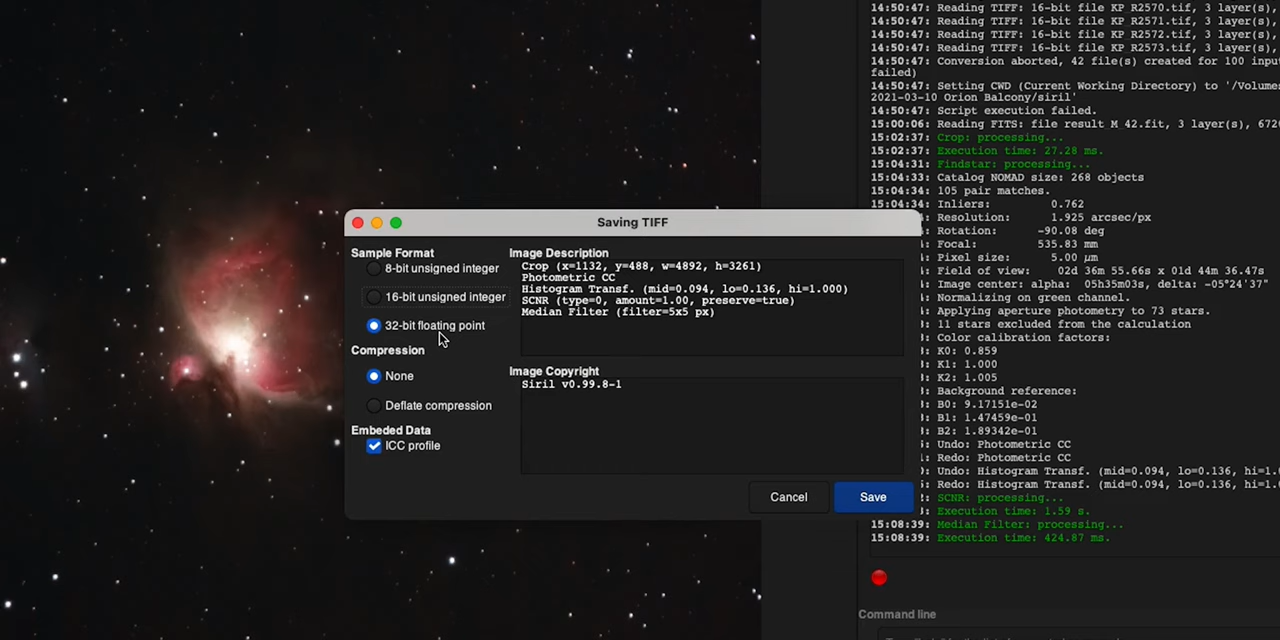 14:50:47: Reading TIFF: 16-bit file KP R2570.tif, 3 layer(s),
14:50:47: Reading TIFF: 16-bit file KP R2571.tif, 3 layer(s),
14:50:47: Reading TIFF: 16-bit file KP R2572.tif, 3 layer(s),
14:50:47: Reading TIFF: 16-bit file KP R2573.tif, 3 layer(s),
14:50:47: Conversion aborted, 42 file(s) created for 100 input
failed)
14:50:47: Setting CWD (Current Working Directory) to '/Volumes
2021-03-10 Orion Balcony/siril'
14:50:47: Script execution failed.
15:00:06: Reading FITS: file result M_42.fit, 3 layer(s), 672
15:02:37: Crop: processing...
15:02:37: Execution time: 27.28 ms.
15:04:31: Findstar: processing...
15:04:33: Catalog NOMAD size: 268 objects
15:04:34: 105 pair matches.
15:04:34: Inliers: 0.762
Resolution: 1.925 arcsec/px
Rotation: -90.08 deg
Focal: 535.83 mm
Pixel size: 5.00 µm
Field of view: 02d 36m 55.66s x 01d 44m 36.47s
Image center: alpha: 05h35m03s, delta: -05°24'37"
Normalizing on green channel.
Applying aperture photometry to 73 stars.
11 stars excluded from the calculation
Color calibration factors:
K0: 0.859
K1: 1.000
K2: 1.005
Background reference:
B0: 9.17151e-02
B1: 1.47459e-01
B2: 1.89342e-01
Undo: Photometric CC
Redo: Photometric CC
Undo: Histogram Transf. (mid=0.094, lo=0.136, hi=1.0
Redo: Histogram Transf. (mid=0.094, lo=0.136, hi=1.0
SCNR: processing...
Execution time: 1.59 s.
15:08:39: Median Filter: processing...
15:08:39: Execution time: 424.87 ms.
Command line
Saving TIFF
Sample Format
8-bit unsigned integer
16-bit unsigned integer
32-bit floating point
Compression
None
Deflate compression
Embeded Data
ICC profile
Image Description
Crop (x=1132, y=488, w=4892, h=3261)
Photometric CC
Histogram Transf. (mid=0.094, lo=0.136, hi=1.000)
SCNR (type=0, amount=1.00, preserve=true)
Median Filter (filter=5x5 px)
Image Copyright
Siril v0.99.8-1
Cancel
Save